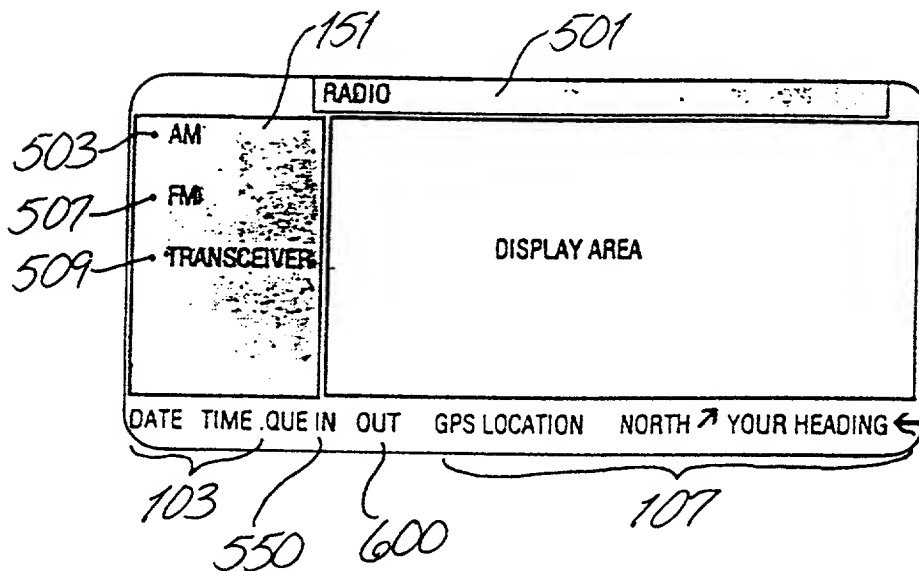 151 501
RADIO
503 AM
507 FM
509 TRANSCEIVER
DISPLAY AREA
DATE TIME .QUE IN OUT GPS LOCATION NORTH ↗ YOUR HEADING ←
103 550 600 107